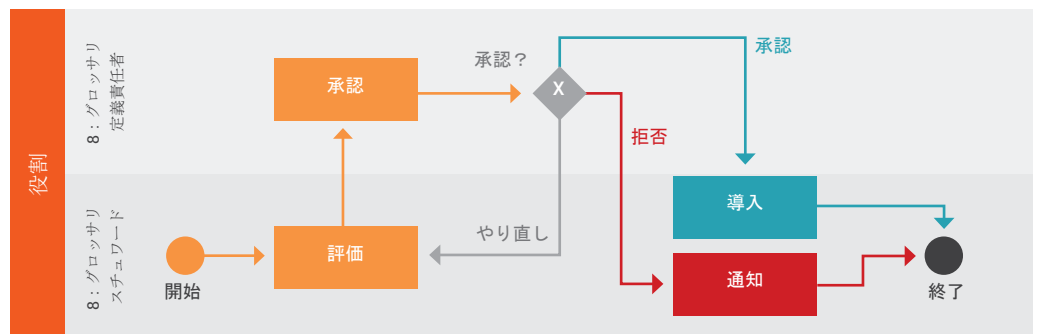 役割
8：グロッサリ
定義責任者
承認
承認？
X
承認
拒否
8：グロッサリ
スチュワード
開始
評価
やり直し
導入
通知
終了